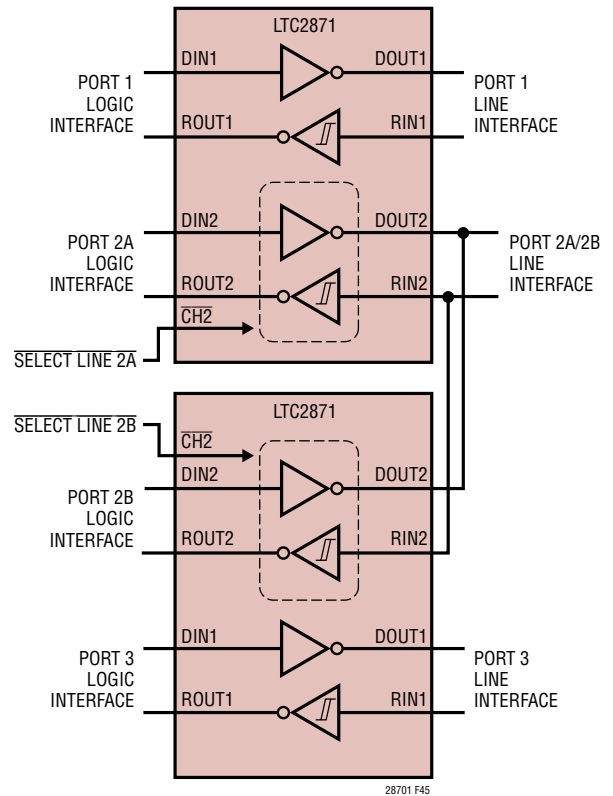 LTC2871
DIN1
DOUT1
PORT 1
LOGIC
INTERFACE
PORT 1
LINE
INTERFACE
ROUT1
RIN1
DIN2
DOUT2
PORT 2A
LOGIC
INTERFACE
PORT 2A/2B
LINE
INTERFACE
ROUT2
RIN2
CH2
SELECT LINE 2A
LTC2871
SELECT LINE 2B
CH2
DIN2
DOUT2
PORT 2B
LOGIC
INTERFACE
ROUT2
RIN2
DIN1
DOUT1
PORT 3
LOGIC
INTERFACE
PORT 3
LINE
INTERFACE
ROUT1
RIN1
28701 F45